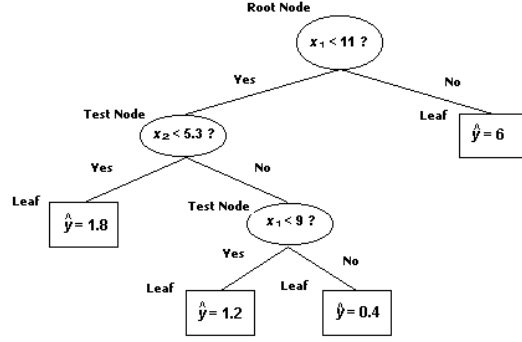 Root Node
x₁ < 11 ?
Yes
No
Test Node
x₂ < 5.3 ?
Leaf
ŷ = 6
Yes
No
Leaf
ŷ = 1.8
Test Node
x₁ < 9 ?
Yes
No
Leaf
ŷ = 1.2
Leaf
ŷ = 0.4